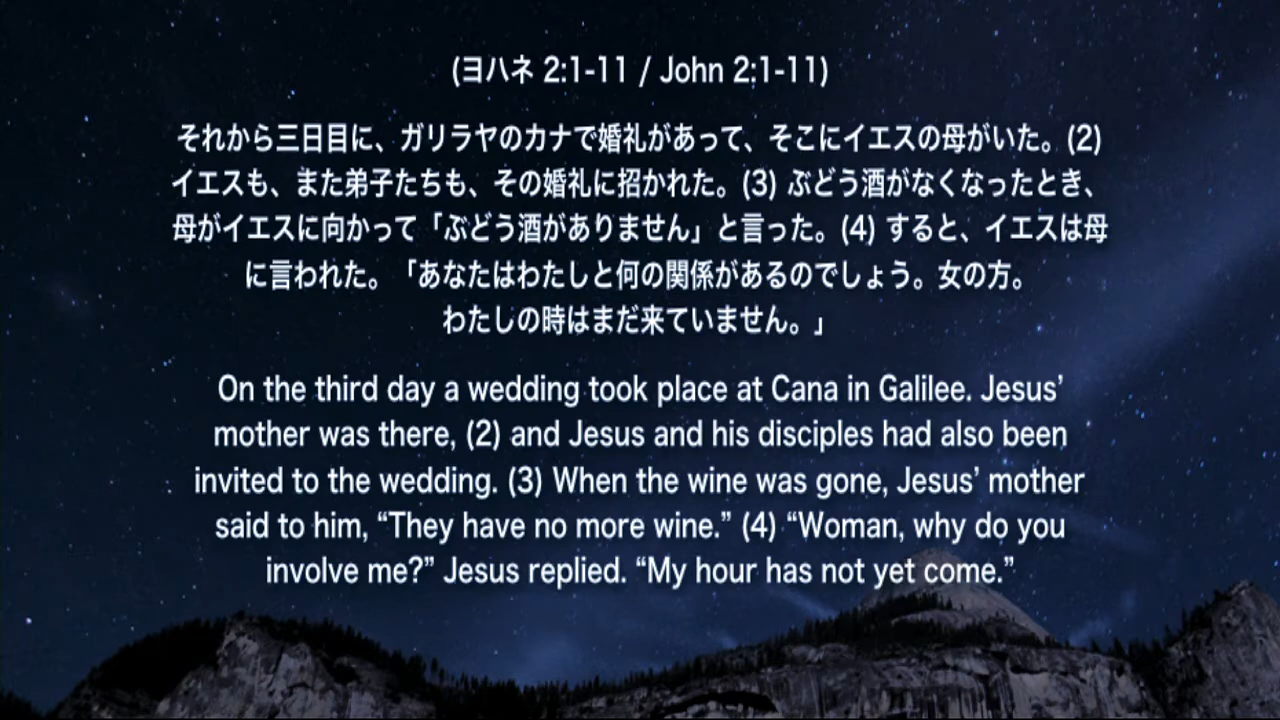 (ヨハネ 2:1-11 / John 2:1-11)
それから三日目に、ガリラヤのカナで婚礼があって、そこにイエスの母がいた。(2)
イエスも、また弟子たちも、その婚礼に招かれた。(3) ぶどう酒がなくなったとき、
母がイエスに向かって「ぶどう酒がありません」と言った。(4) すると、イエスは母
に言われた。「あなたはわたしと何の関係があるのでしょう。女の方。
わたしの時はまだ来ていません。」
On the third day a wedding took place at Cana in Galilee. Jesus’
mother was there, (2) and Jesus and his disciples had also been
invited to the wedding. (3) When the wine was gone, Jesus’ mother
said to him, “They have no more wine.” (4) “Woman, why do you
involve me?” Jesus replied. “My hour has not yet come.”